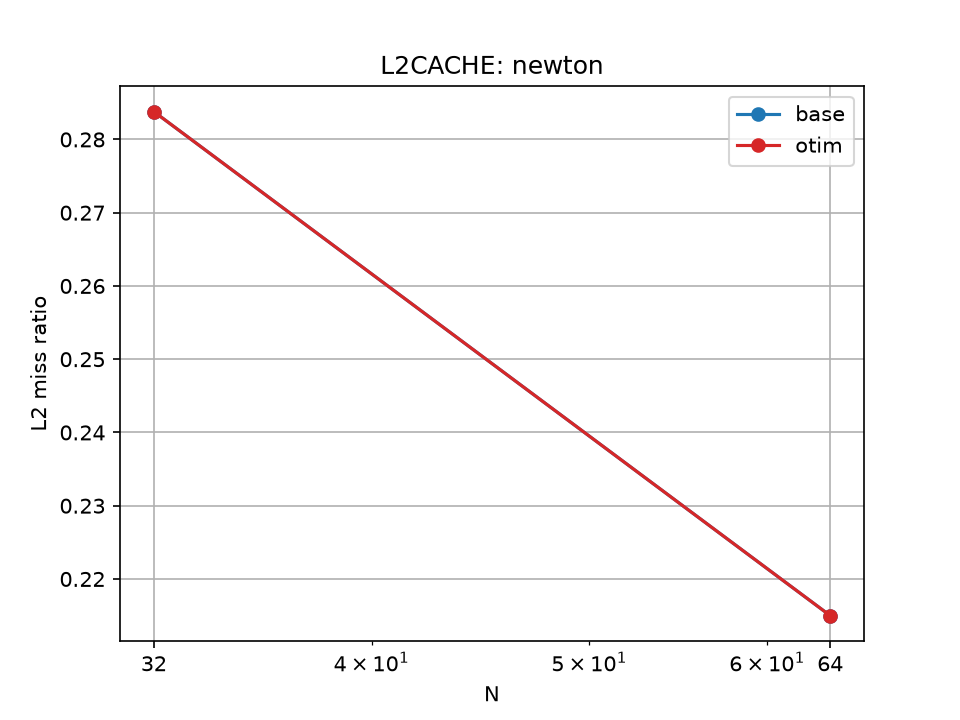 L2CACHE: newton
base
otim
L2 miss ratio
0.28
0.27
0.26
0.25
0.24
0.23
0.22
32
4 × 10¹
5 × 10¹
6 × 10¹
64
N